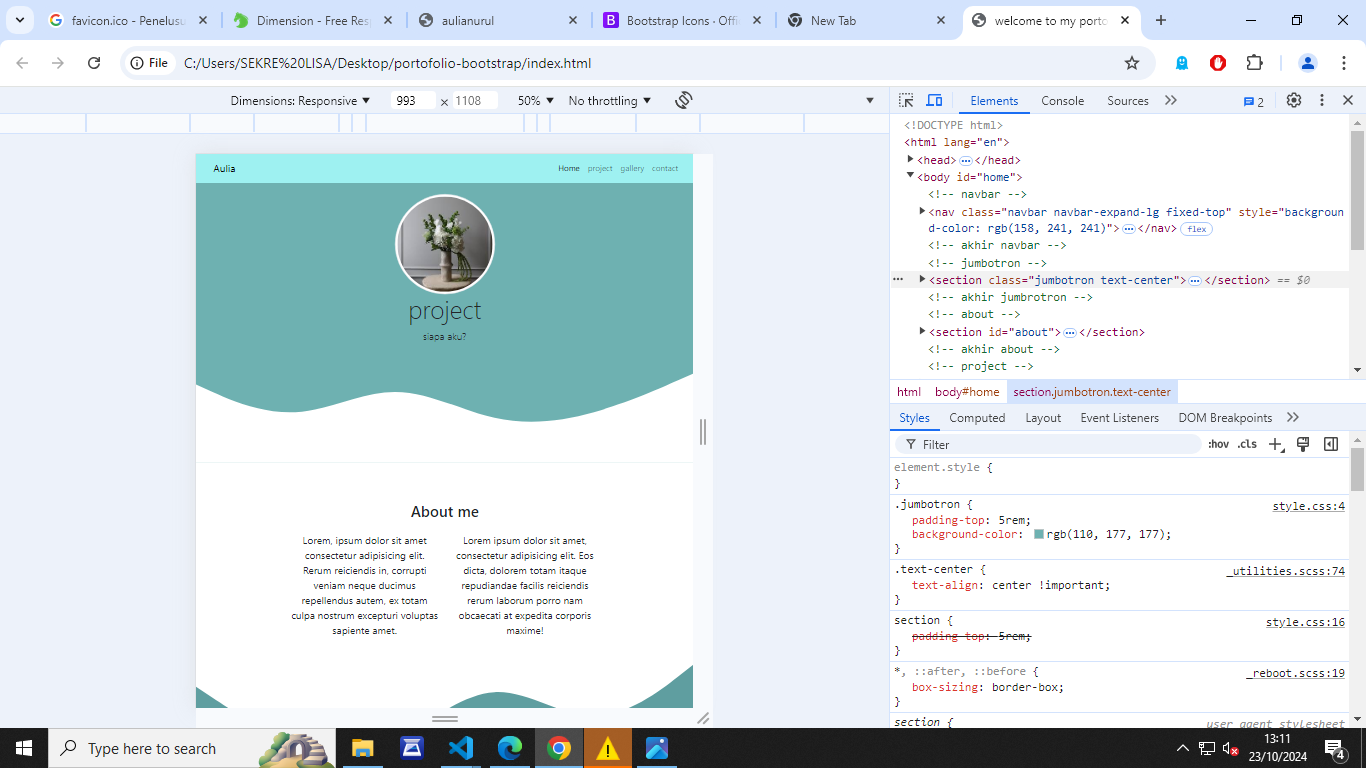 favicon.ico - Penelusu
Dimension - Free Resp
aulianurul
Bootstrap Icons · Offi
New Tab
welcome to my porto
File
C:/Users/SEKRE%20LISA/Desktop/portofolio-bootstrap/index.html
Dimensions: Responsive
993 × 1108
50%
No throttling
Elements
Console
Sources
2
Aulia
Home
project
gallery
contact
project
siapa aku?
About me
Lorem, ipsum dolor sit amet
consectetur adipisicing elit.
Rerum reiciendis in, corrupti
veniam neque ducimus
repellendus autem, ex totam
culpa nostrum excepturi voluptas
sapiente amet.
Lorem ipsum dolor sit amet,
consectetur adipisicing elit. Eos
dicta, dolorem totam itaque
repudiandae facilis reiciendis
rerum laborum porro nam
obcaecati at expedita corporis
maxime!
<!DOCTYPE html>
<html lang="en">
<head>…</head>
<body id="home">
<!-- navbar -->
<nav class="navbar navbar-expand-lg fixed-top" style="backgroun
d-color: rgb(158, 241, 241)">…</nav> flex
<!-- akhir navbar -->
<!-- jumbotron -->
<section class="jumbotron text-center">…</section> == $0
<!-- akhir jumbrotron -->
<!-- about -->
<section id="about">…</section>
<!-- akhir about -->
<!-- project -->
html
body#home
section.jumbotron.text-center
Styles
Computed
Layout
Event Listeners
DOM Breakpoints
Filter
:hov
.cls
element.style {
}
.jumbotron {
style.css:4
padding-top: 5rem;
background-color: rgb(110, 177, 177);
}
.text-center {
_utilities.scss:74
text-align: center !important;
}
section {
style.css:16
padding-top: 5rem;
}
*, ::after, ::before {
_reboot.scss:19
box-sizing: border-box;
}
section {
user agent stylesheet
Type here to search
13:11
23/10/2024
4